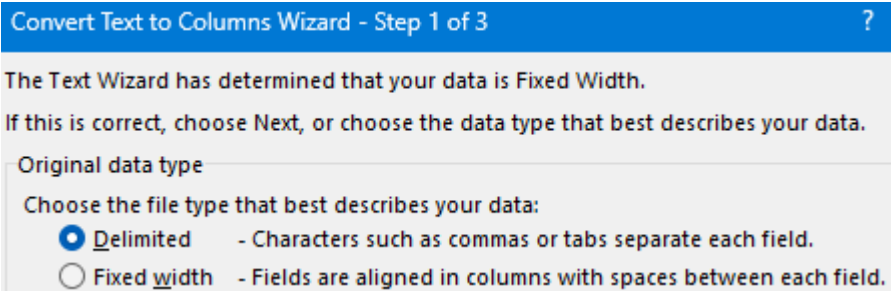 Convert Text to Columns Wizard - Step 1 of 3 ?
The Text Wizard has determined that your data is Fixed Width.
If this is correct, choose Next, or choose the data type that best describes your data.
Original data type
Choose the file type that best describes your data:
Delimited - Characters such as commas or tabs separate each field.
Fixed width - Fields are aligned in columns with spaces between each field.